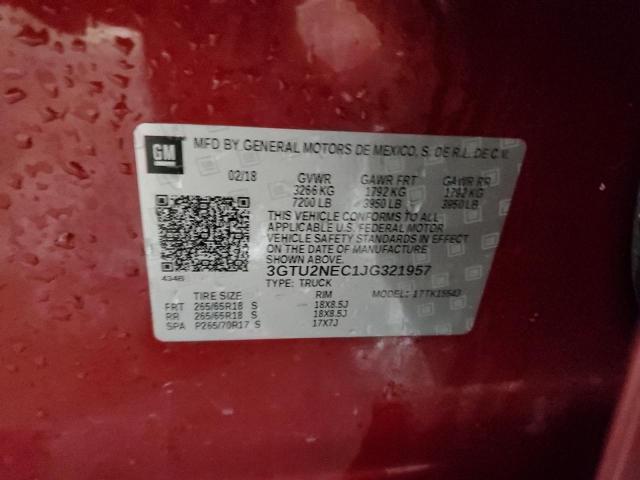 GM
MFD BY GENERAL MOTORS DE MEXICO, S. DE R.L. DE C.V.
02/18 GVWR GAWR FRT GAWR RR
3266 KG 1792 KG 1792 KG
7200 LB 3950 LB 3950 LB
THIS VEHICLE CONFORMS TO ALL
APPLICABLE U.S. FEDERAL MOTOR
VEHICLE SAFETY STANDARDS IN EFFECT
ON THE DATE OF MANUFACTURE
SHOWN ABOVE.
3GTU2NEC1JG321957
TYPE: TRUCK
MODEL: 17TK15543
TIRE SIZE RIM
FRT 265/65R18 S 18X8.5J
RR 265/65R18 S 18X8.5J
SPA P265/70R17 S 17X7J